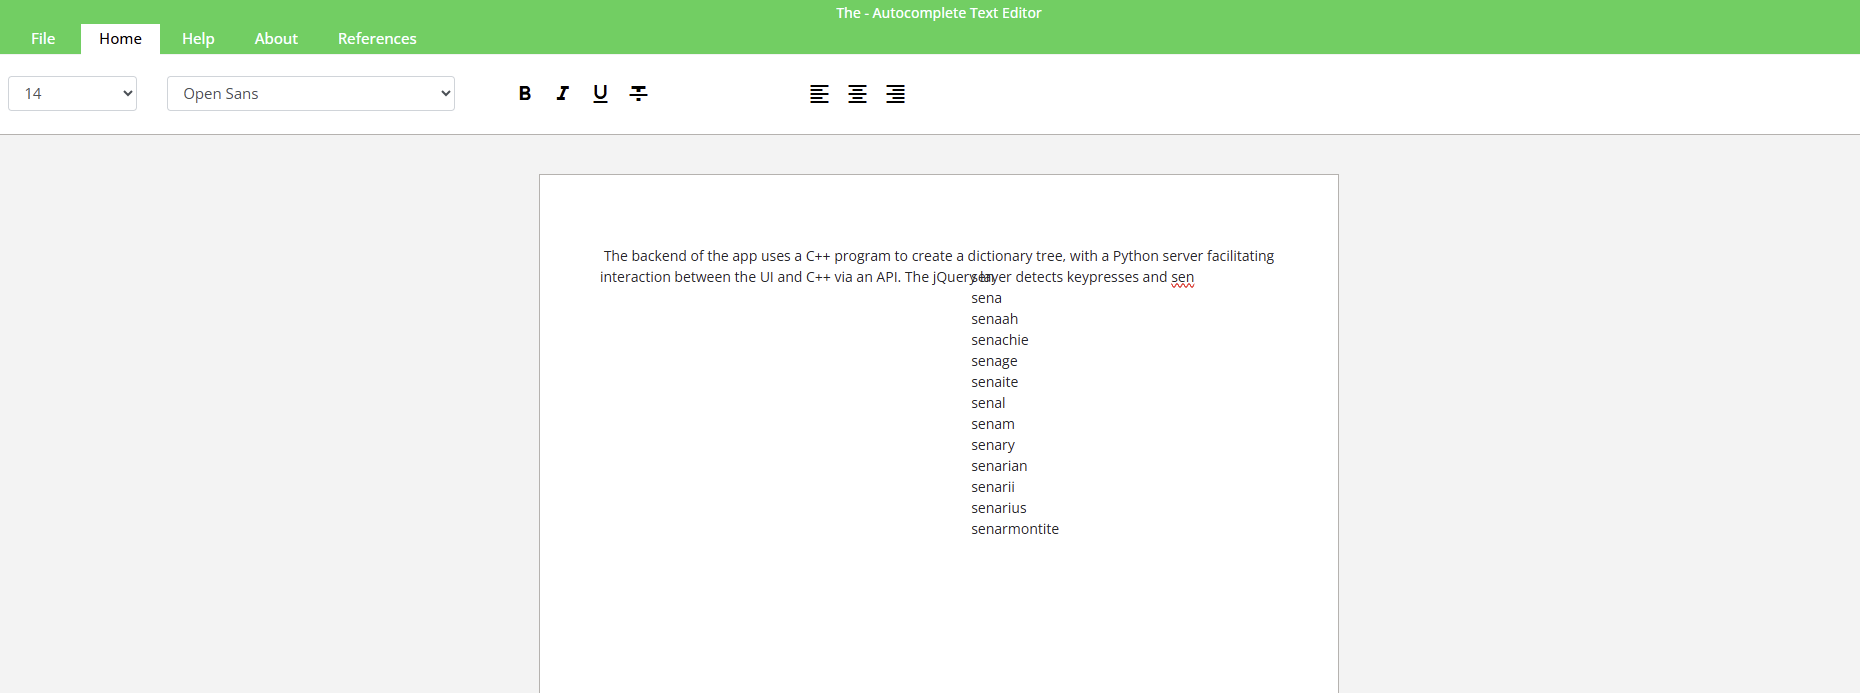 The - Autocomplete Text Editor
File Home Help About References
14 Open Sans B I U T
The backend of the app uses a C++ program to create a dictionary tree, with a Python server facilitating
interaction between the UI and C++ via an API. The jQuery layer detects keypresses and sen
sen
sena
senaah
senachie
senage
senaite
senal
senam
senary
senarian
senarii
senarius
senarmontite